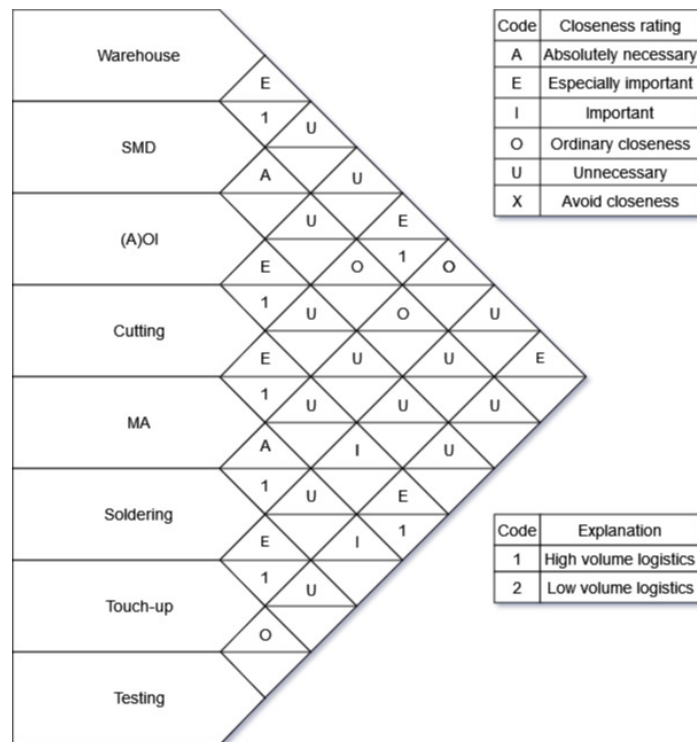 Warehouse
SMD
(A)OI
Cutting
MA
Soldering
Touch-up
Testing
E
1 U
A U
U E
E O 1 O
1 U O U
E U U E
1 U U U
A I U
1 U E
E I 1
1 U
O
Code Closeness rating
A Absolutely necessary
E Especially important
I Important
O Ordinary closeness
U Unnecessary
X Avoid closeness
Code Explanation
1 High volume logistics
2 Low volume logistics